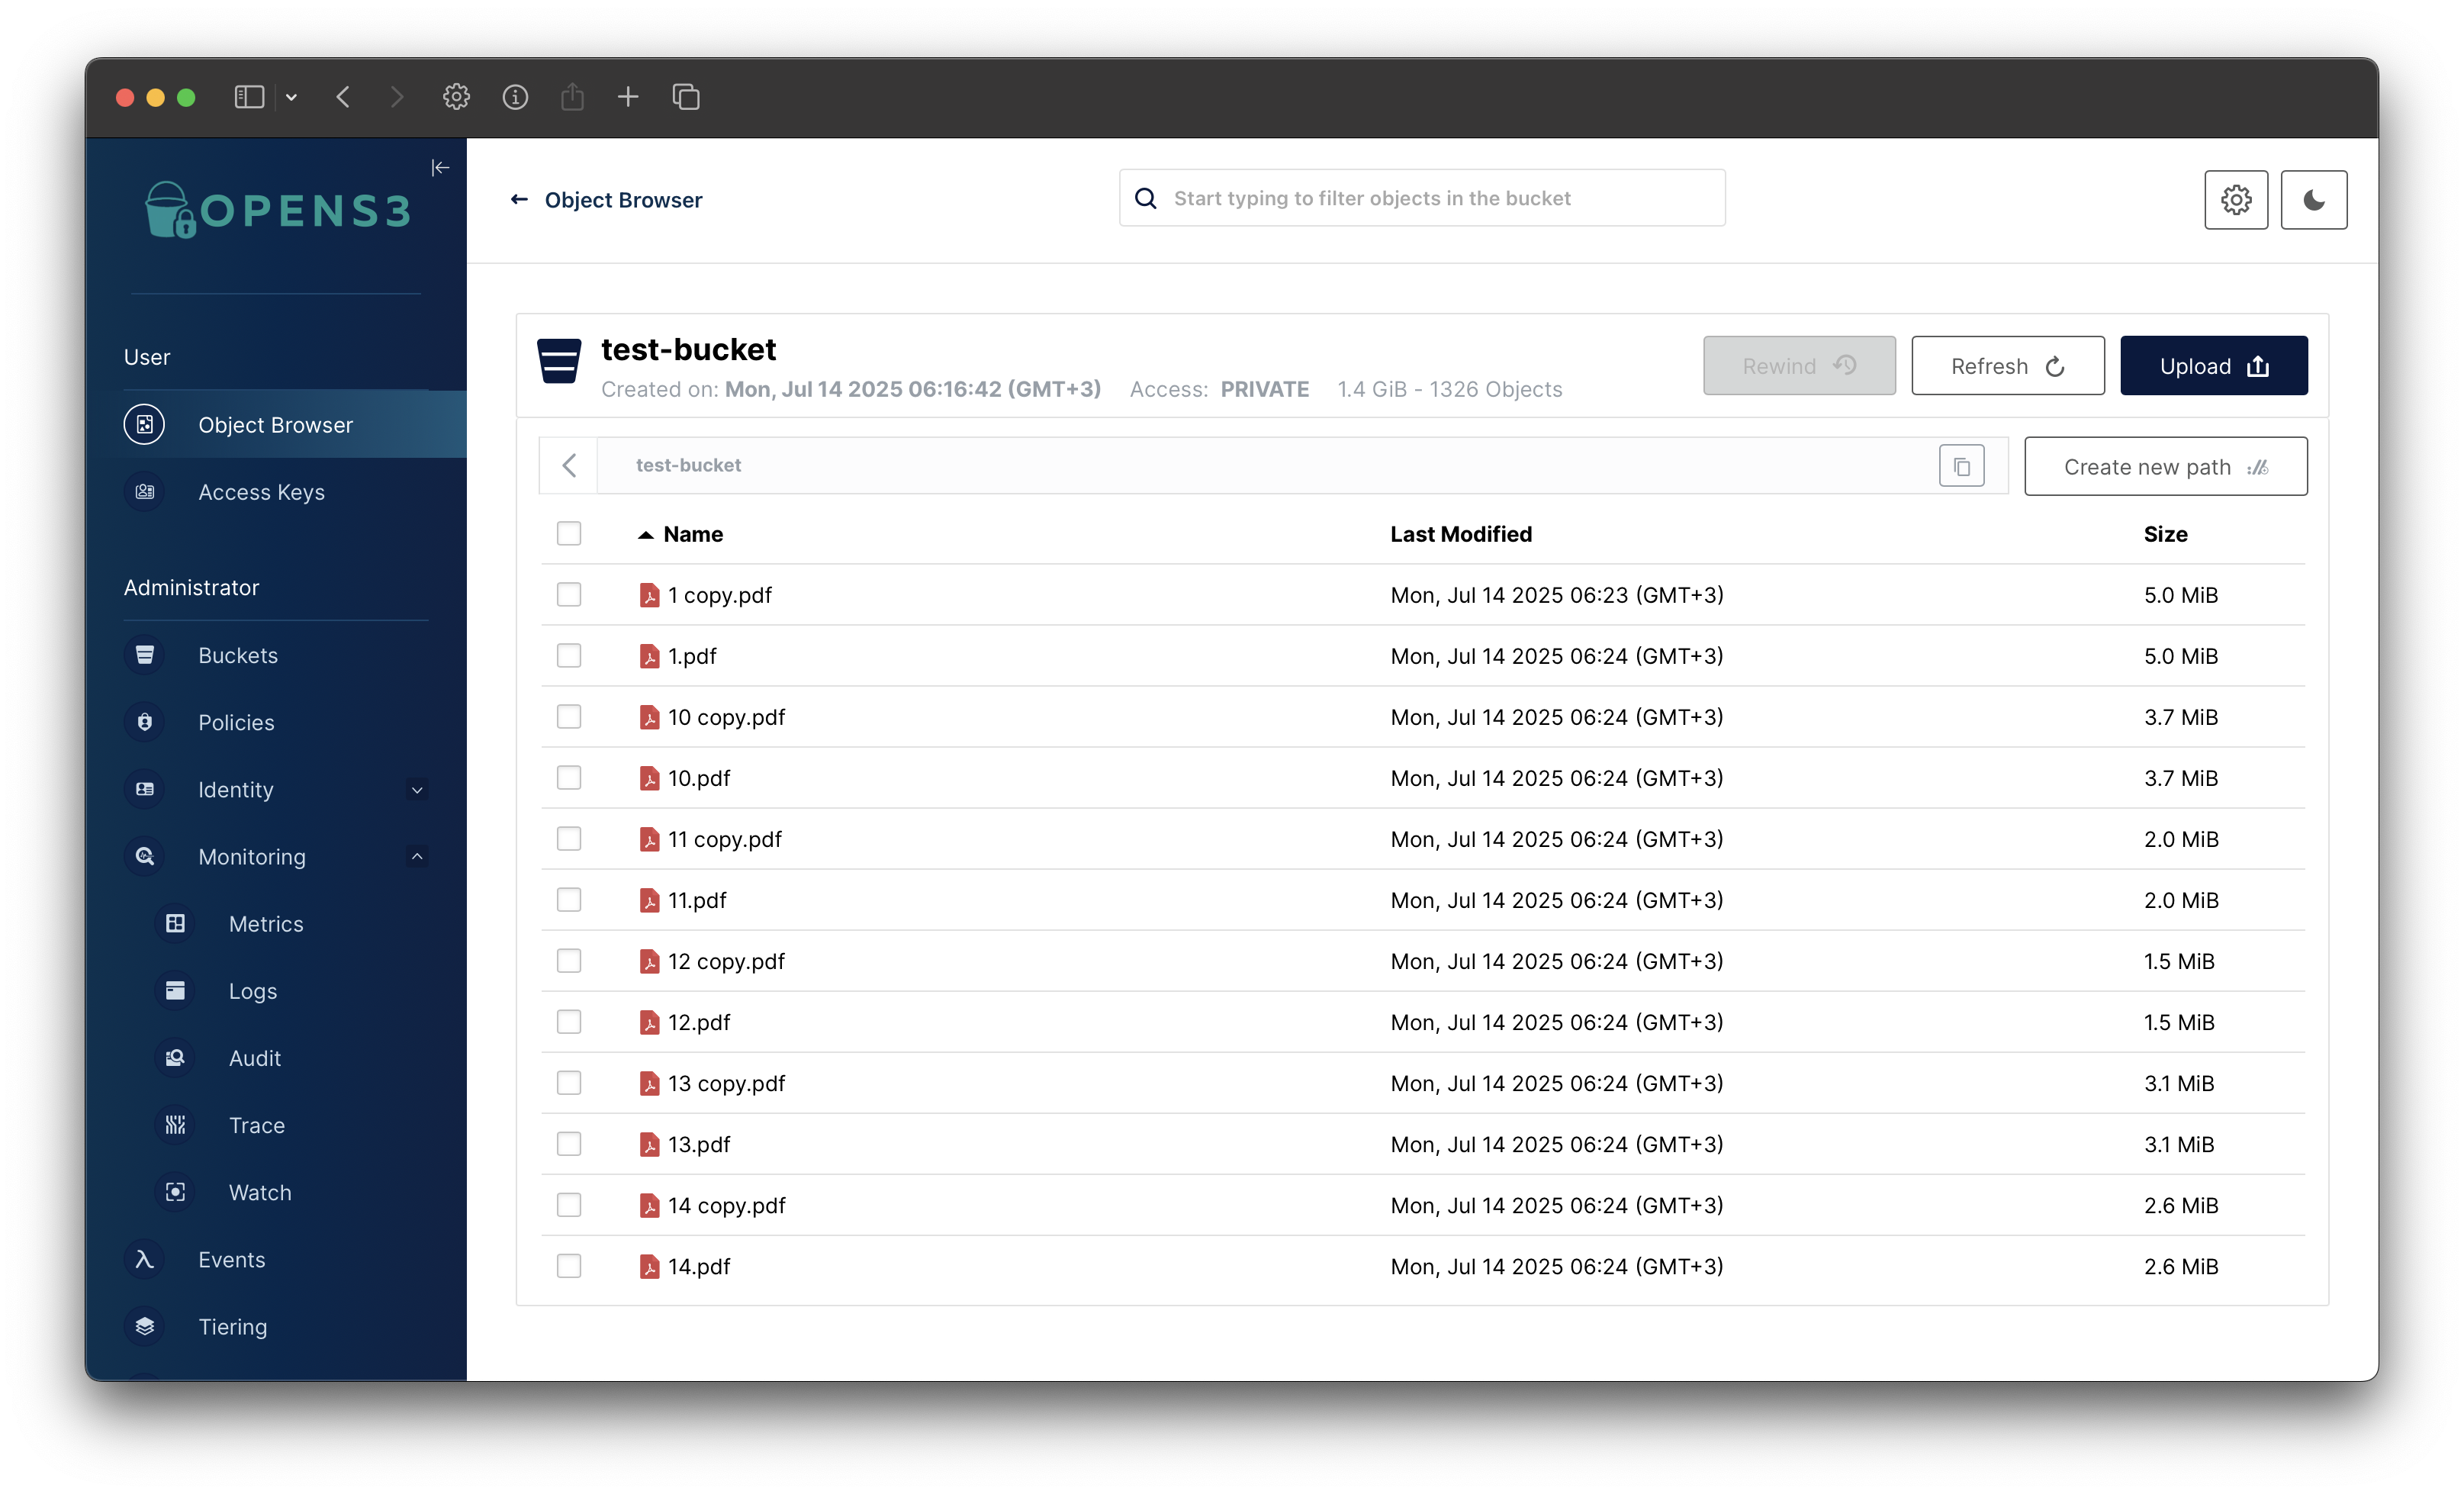 OPENS3
User
Object Browser
Access Keys
Administrator
Buckets
Policies
Identity
Monitoring
Metrics
Logs
Audit
Trace
Watch
Events
Tiering
Object Browser
Start typing to filter objects in the bucket
test-bucket
Created on: Mon, Jul 14 2025 06:16:42 (GMT+3) Access: PRIVATE 1.4 GiB - 1326 Objects
Rewind Refresh Upload
test-bucket
Create new path
Name Last Modified Size
1 copy.pdf Mon, Jul 14 2025 06:23 (GMT+3) 5.0 MiB
1.pdf Mon, Jul 14 2025 06:24 (GMT+3) 5.0 MiB
10 copy.pdf Mon, Jul 14 2025 06:24 (GMT+3) 3.7 MiB
10.pdf Mon, Jul 14 2025 06:24 (GMT+3) 3.7 MiB
11 copy.pdf Mon, Jul 14 2025 06:24 (GMT+3) 2.0 MiB
11.pdf Mon, Jul 14 2025 06:24 (GMT+3) 2.0 MiB
12 copy.pdf Mon, Jul 14 2025 06:24 (GMT+3) 1.5 MiB
12.pdf Mon, Jul 14 2025 06:24 (GMT+3) 1.5 MiB
13 copy.pdf Mon, Jul 14 2025 06:24 (GMT+3) 3.1 MiB
13.pdf Mon, Jul 14 2025 06:24 (GMT+3) 3.1 MiB
14 copy.pdf Mon, Jul 14 2025 06:24 (GMT+3) 2.6 MiB
14.pdf Mon, Jul 14 2025 06:24 (GMT+3) 2.6 MiB